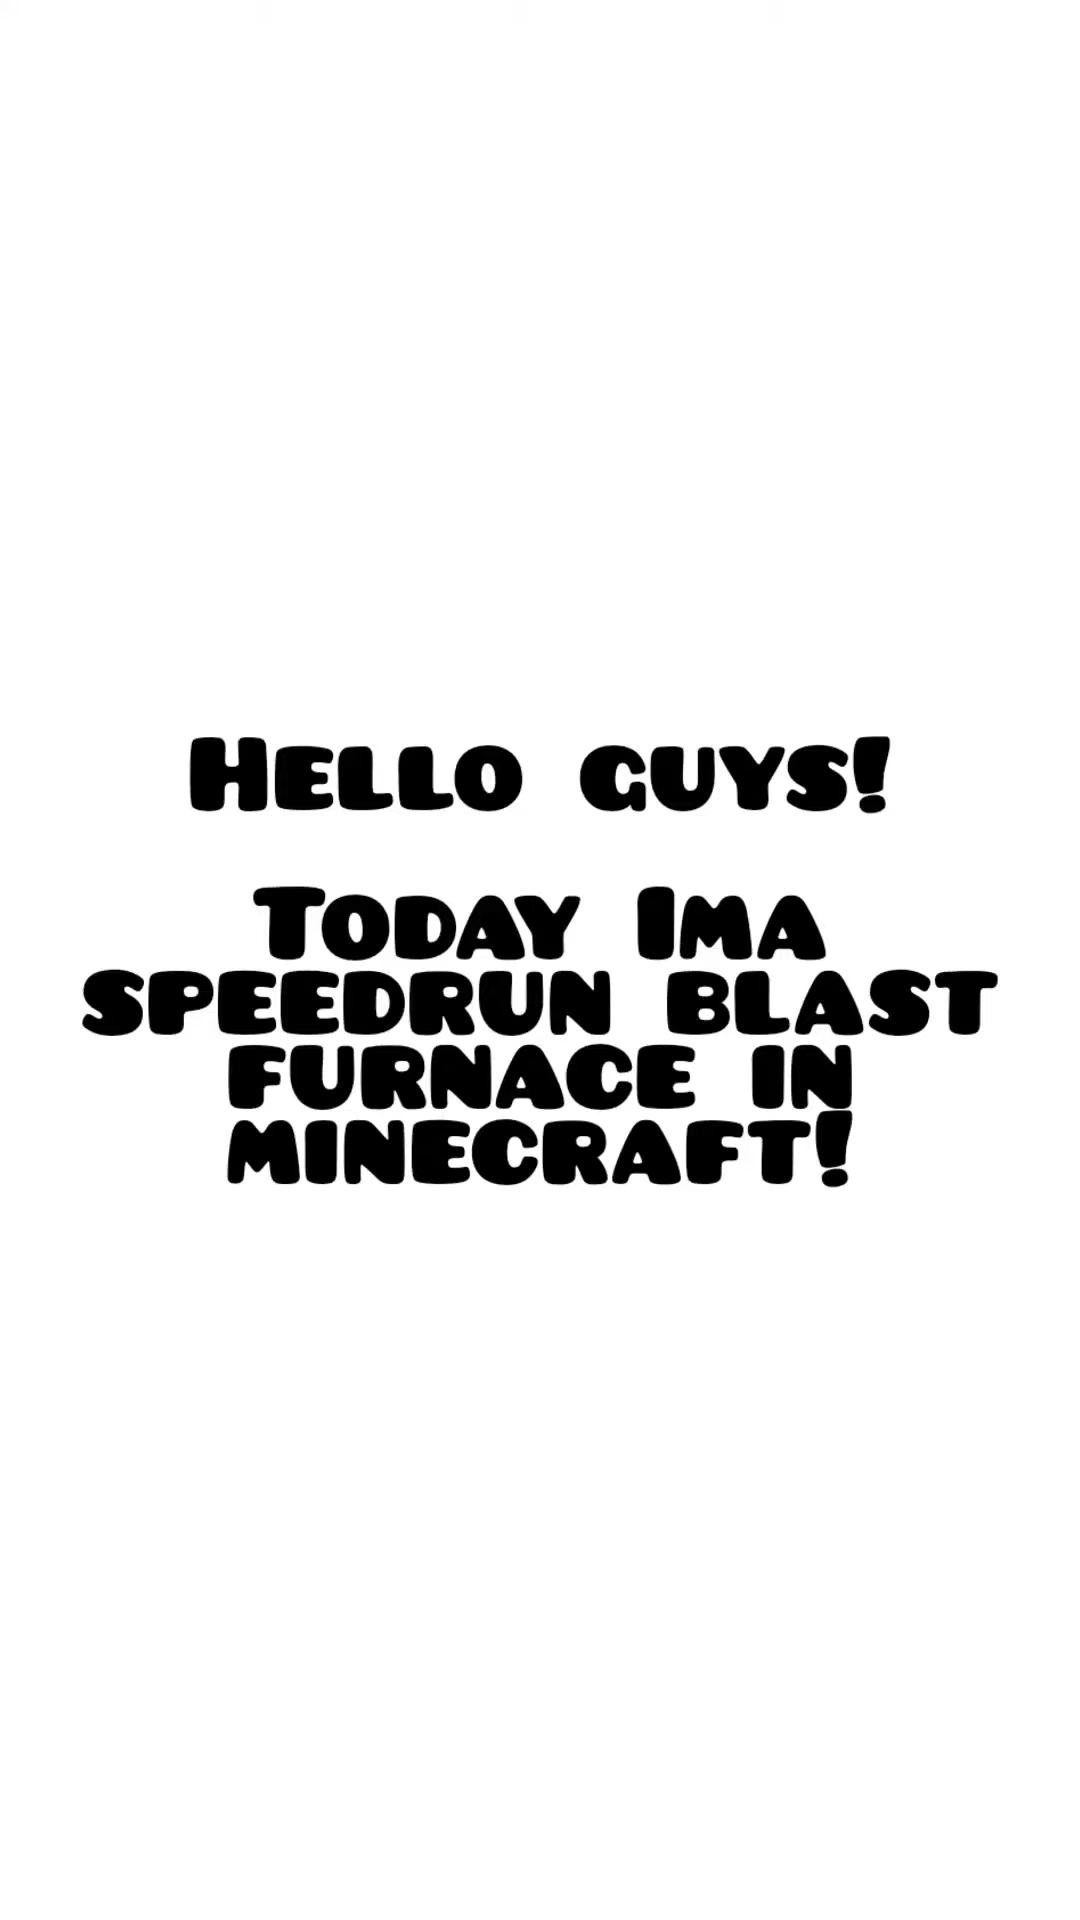 Hello guys!
Today Ima
speedrun blast
furnace in
minecraft!